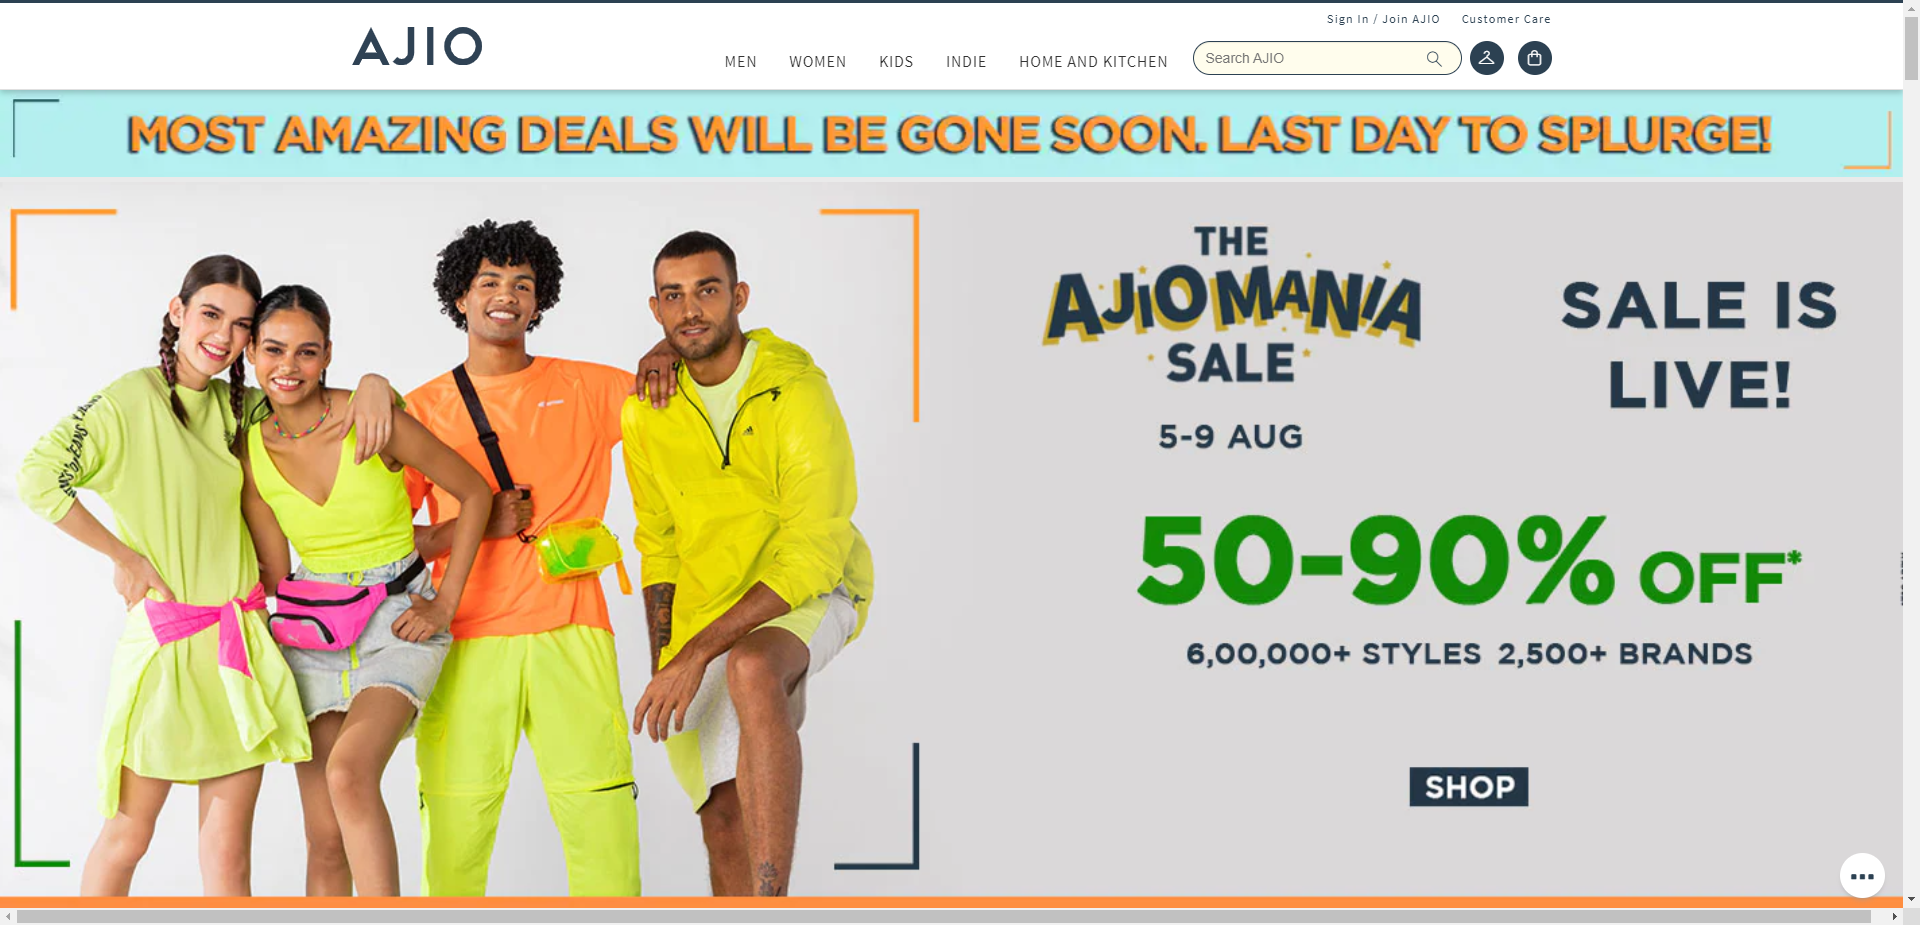 Sign In / Join AJIO
Customer Care
AJIO
MEN
WOMEN
KIDS
INDIE
HOME AND KITCHEN
Search AJIO
MOST AMAZING DEALS WILL BE GONE SOON. LAST DAY TO SPLURGE!
THE
AJIOMANIA
SALE
5-9 AUG
SALE IS
LIVE!
50-90% OFF*
6,00,000+ STYLES 2,500+ BRANDS
SHOP